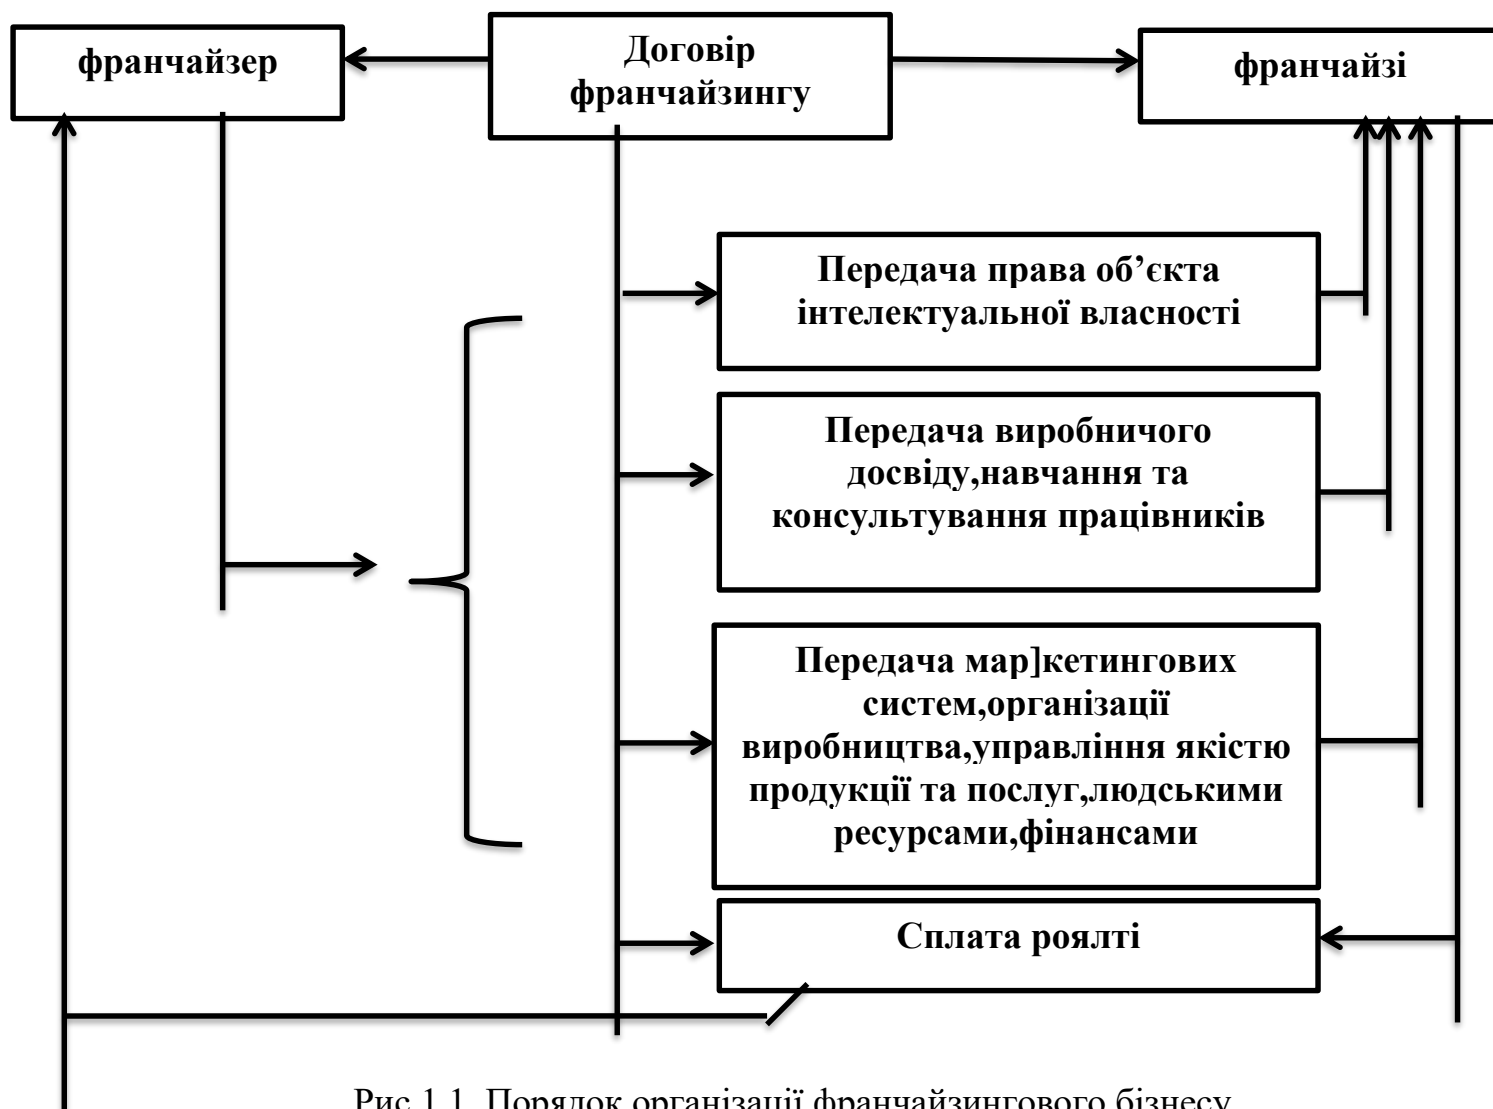 франчайзер
Договір
франчайзингу
франчайзі
Передача права об’єкта
інтелектуальної власності
Передача виробничого
досвіду,навчання та
консультування працівників
Передача мар]кетингових
систем,організації
виробництва,управління якістю
продукції та послуг,людськими
ресурсами,фінансами
Сплата роялті
Рис 1.1. Порядок організації франчайзингового бізнесу